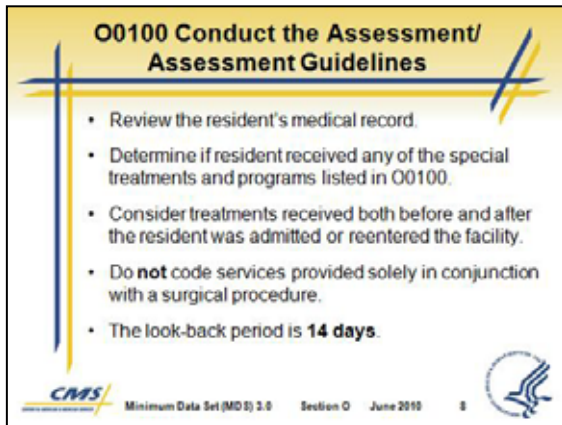 O0100 Conduct the Assessment/
Assessment Guidelines
• Review the resident's medical record.
• Determine if resident received any of the special
treatments and programs listed in O0100.
• Consider treatments received both before and after
the resident was admitted or reentered the facility.
• Do not code services provided solely in conjunction
with a surgical procedure.
• The look-back period is 14 days.
CMS
Minimum Data Set (MDS) 3.0 Section O June 2010 8